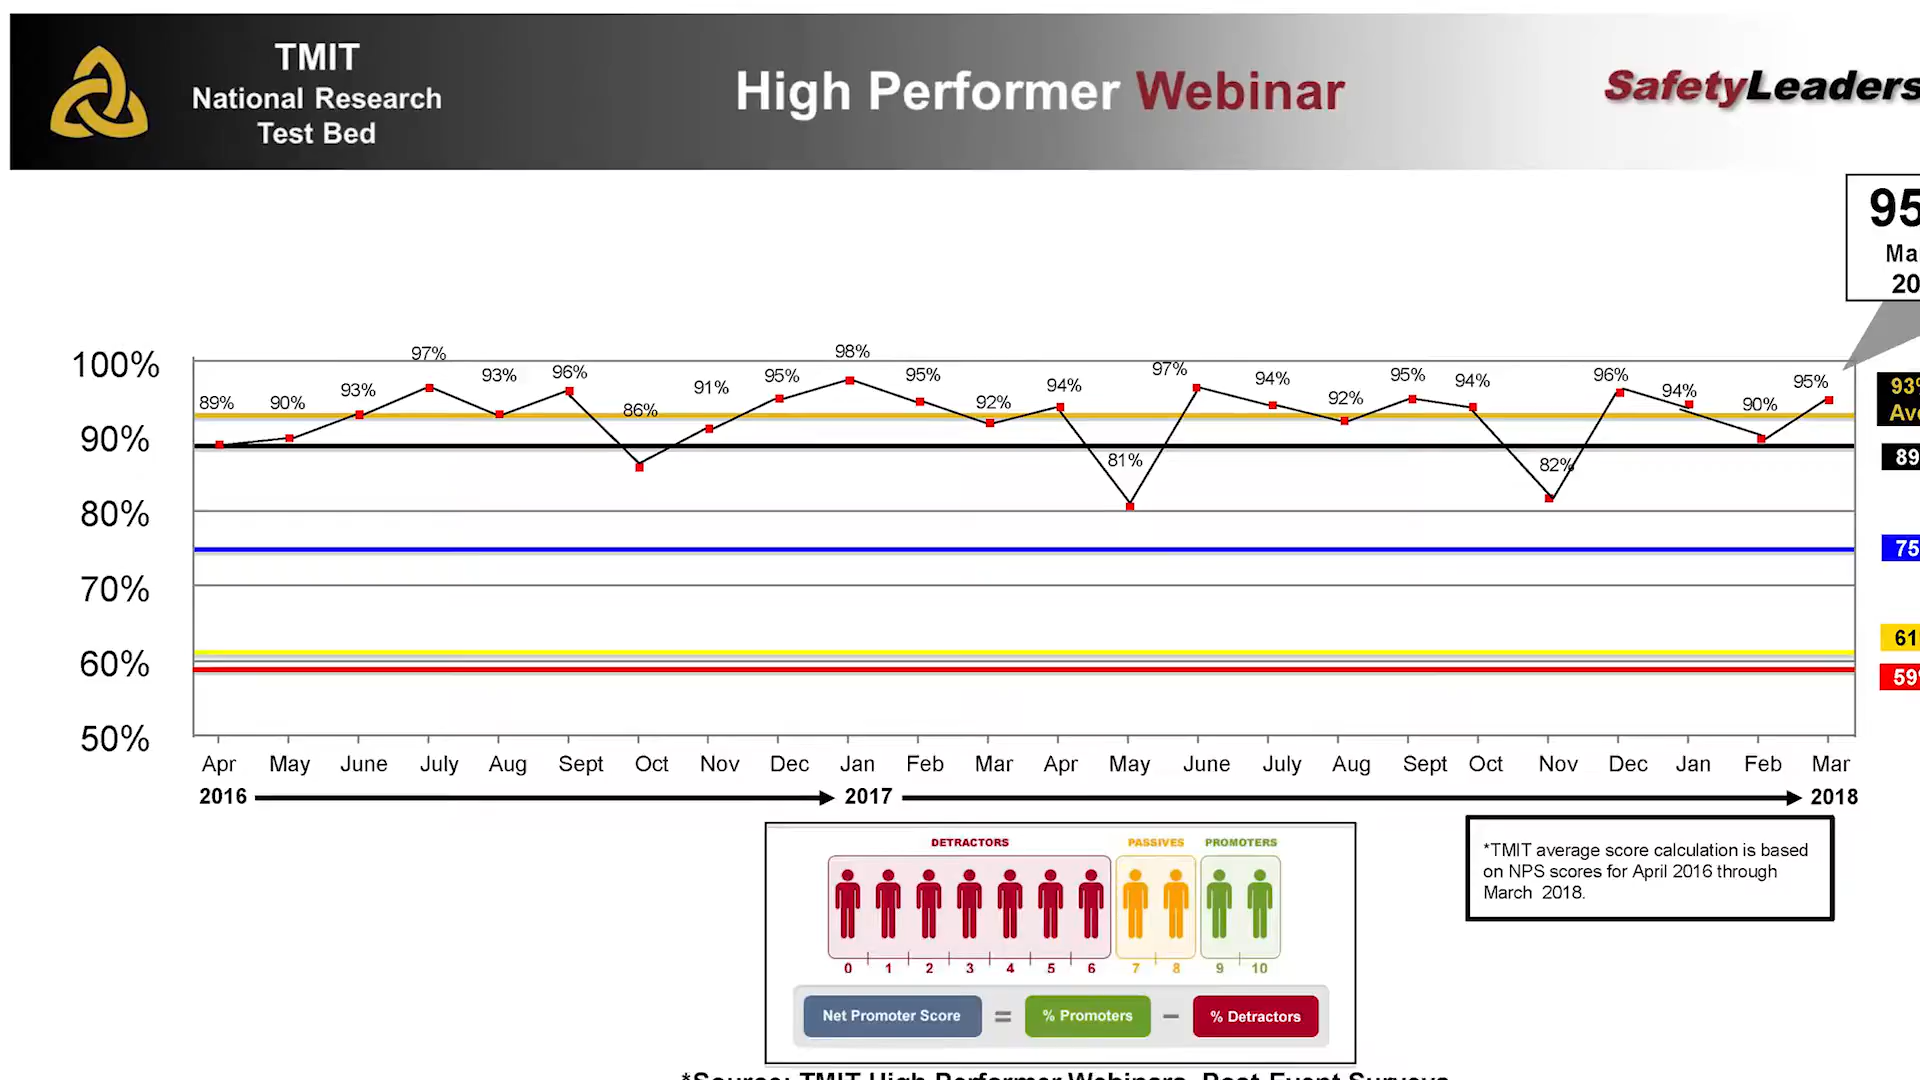 TMIT
National Research
Test Bed
High Performer Webinar
SafetyLeaders
95
Ma
20
100%
90%
80%
70%
60%
50%
89%
90%
93%
97%
93%
96%
86%
91%
95%
98%
95%
92%
94%
81%
97%
94%
92%
95%
94%
82%
96%
94%
90%
95%
93%
Av
89
75
61
59
Apr May June July Aug Sept Oct Nov Dec Jan Feb Mar Apr May June July Aug Sept Oct Nov Dec Jan Feb Mar
2016 2017 2018
*TMIT average score calculation is based
on NPS scores for April 2016 through
March 2018.
DETRACTORS PASSIVES PROMOTERS
0 1 2 3 4 5 6 7 8 9 10
Net Promoter Score = % Promoters − % Detractors
*Source: TMIT High Performer Webinars, Post-Event Surveys